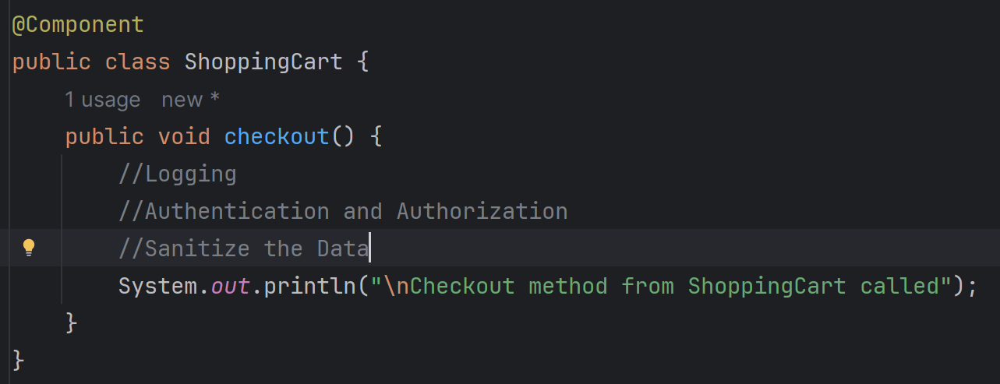 @Component
public class ShoppingCart {
1 usage new *
public void checkout() {
//Logging
//Authentication and Authorization
//Sanitize the Data
System.out.println("\nCheckout method from ShoppingCart called");
}
}